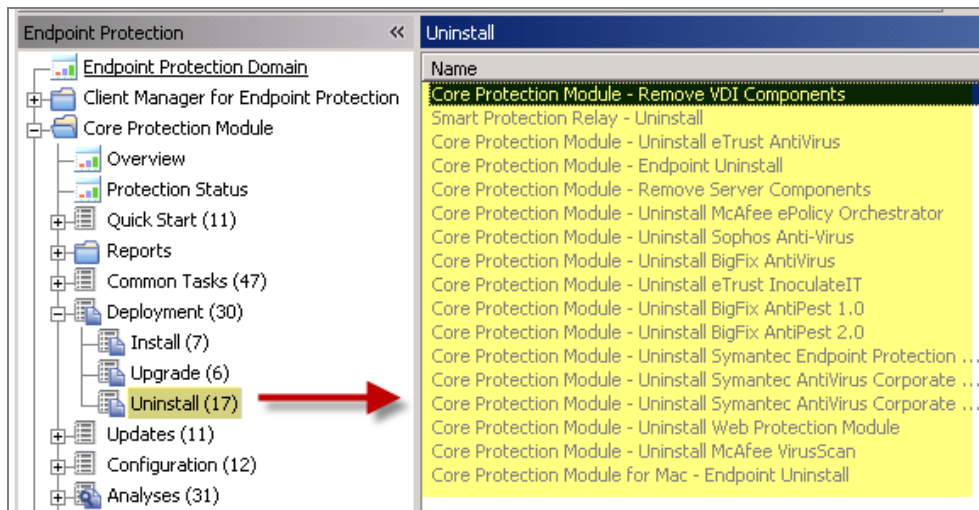 Endpoint Protection
Endpoint Protection Domain
Client Manager for Endpoint Protection
Core Protection Module
Overview
Protection Status
Quick Start (11)
Reports
Common Tasks (47)
Deployment (30)
Install (7)
Upgrade (6)
Uninstall (17)
Updates (11)
Configuration (12)
Analyses (31)
Uninstall
Name
Core Protection Module - Remove VDI Components
Smart Protection Relay - Uninstall
Core Protection Module - Uninstall eTrust AntiVirus
Core Protection Module - Endpoint Uninstall
Core Protection Module - Remove Server Components
Core Protection Module - Uninstall McAfee ePolicy Orchestrator
Core Protection Module - Uninstall Sophos Anti-Virus
Core Protection Module - Uninstall BigFix AntiVirus
Core Protection Module - Uninstall eTrust InoculateIT
Core Protection Module - Uninstall BigFix AntiPest 1.0
Core Protection Module - Uninstall BigFix AntiPest 2.0
Core Protection Module - Uninstall Symantec Endpoint Protection ...
Core Protection Module - Uninstall Symantec AntiVirus Corporate ...
Core Protection Module - Uninstall Symantec AntiVirus Corporate ...
Core Protection Module - Uninstall Web Protection Module
Core Protection Module - Uninstall McAfee VirusScan
Core Protection Module for Mac - Endpoint Uninstall